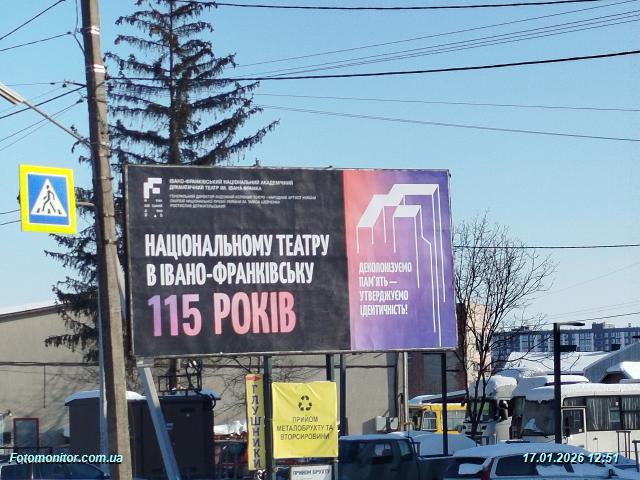 ІВАНО-ФРАНКІВСЬКИЙ НАЦІОНАЛЬНИЙ АКАДЕМІЧНИЙ
ДРАМАТИЧНИЙ ТЕАТР ІМ. ІВАНА ФРАНКА
НАЦІОНАЛЬНОМУ ТЕАТРУ
В ІВАНО-ФРАНКІВСЬКУ
115 РОКІВ
ДЕКОЛОНІЗУЄМО
ПАМ'ЯТЬ —
УТВЕРДЖУЄМО
ІДЕНТИЧНІСТЬ!
ГЛУШНИКИ
ПРИЙОМ
МЕТАЛОБРУХТУ ТА
ВТОРСИРОВИНИ
ПРИЙОМ БРУХТУ
Fotomonitor.com.ua
17.01.2026 12:51